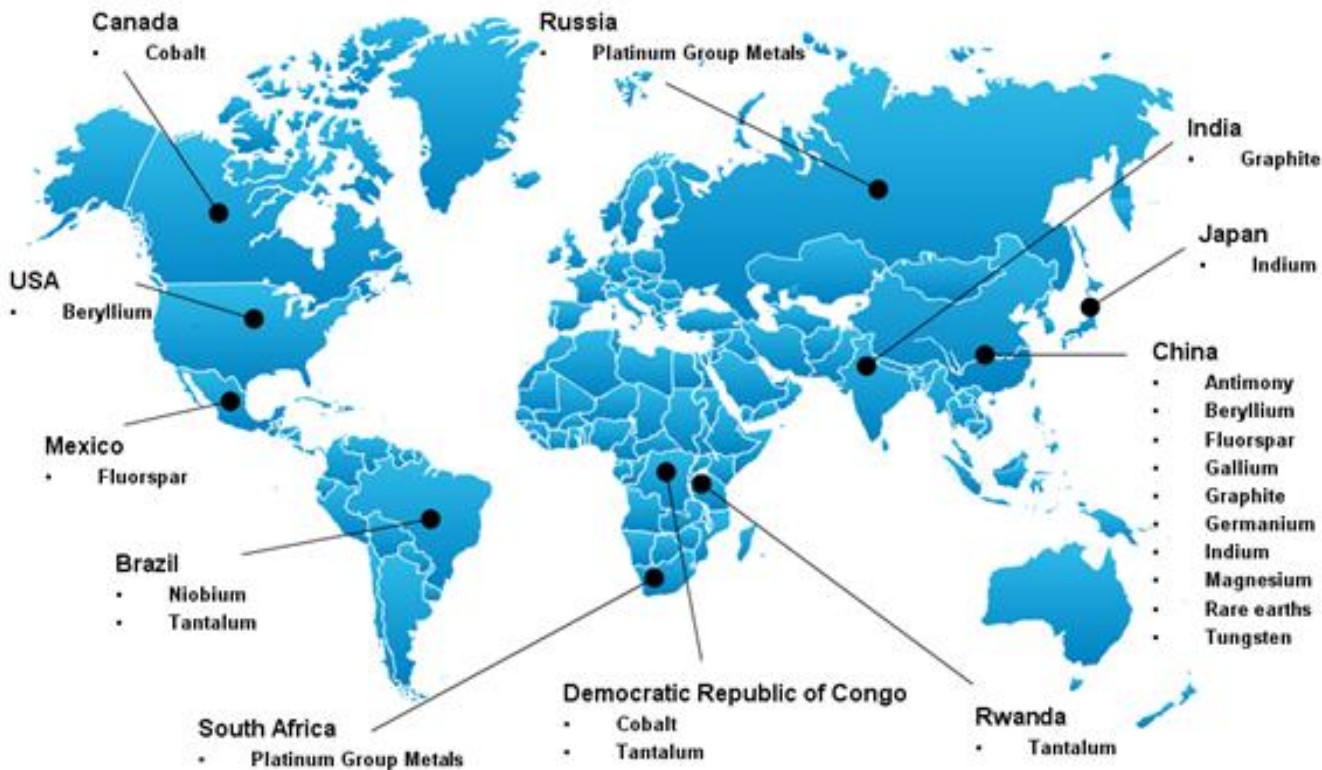 Canada
• Cobalt
Russia
• Platinum Group Metals
India
• Graphite
Japan
• Indium
USA
• Beryllium
China
• Antimony
• Beryllium
• Fluorspar
• Gallium
• Graphite
• Germanium
• Indium
• Magnesium
• Rare earths
• Tungsten
Mexico
• Fluorspar
Brazil
• Niobium
• Tantalum
South Africa
• Platinum Group Metals
Democratic Republic of Congo
• Cobalt
• Tantalum
Rwanda
• Tantalum